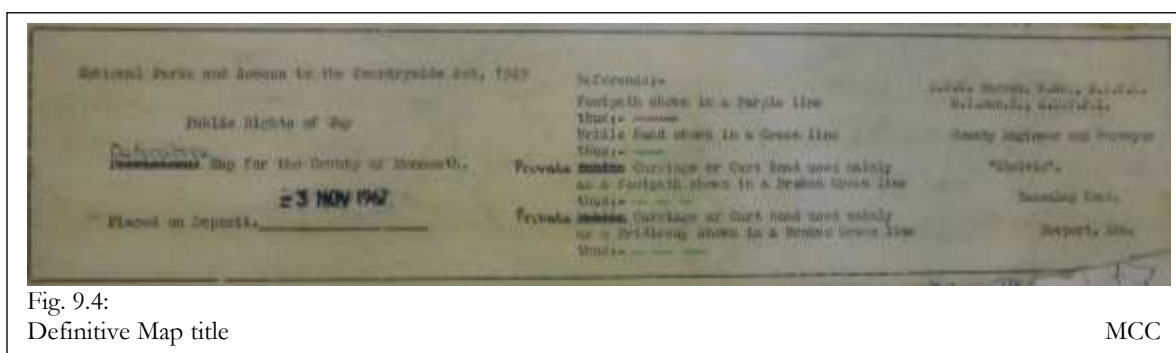 National Parks and Access to the Countryside Act, 1949
Public Rights of Way
Definitive Map for the County of Monmouth.
-3 NOV 1967
Placed on Deposit.
Reference:-
Footpath shown in a Purple line
thus:-
Bridle Road shown in a Green line
thus:-
Private Carriage or Cart Road used mainly
as a Footpath shown in a Broken Green line
thus:-
Private Carriage or Cart Road used mainly
as a Bridleway shown in a Broken Green line
thus:-
County Engineer and Surveyor
Newport, Mon.
Fig. 9.4:
Definitive Map title MCC